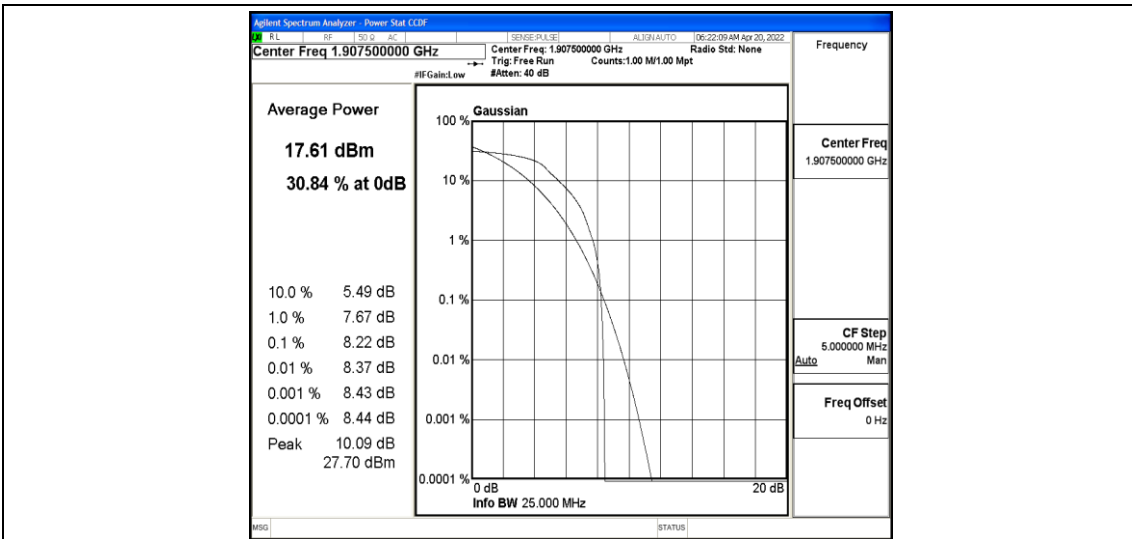 Agilent Spectrum Analyzer - Power Stat CCDF
LXI RL RF 50 Ω AC SENSE:PULSE ALIGNAUTO 06:22:09 AM Apr 20, 2022
Center Freq 1.907500000 GHz
Center Freq: 1.907500000 GHz Radio Std: None
Trig: Free Run Counts:1.00 M/1.00 Mpt
#IFGain:Low #Atten: 40 dB
Frequency
Average Power
17.61 dBm
30.84 % at 0dB
10.0 % 5.49 dB
1.0 % 7.67 dB
0.1 % 8.22 dB
0.01 % 8.37 dB
0.001 % 8.43 dB
0.0001 % 8.44 dB
Peak 10.09 dB
27.70 dBm
Gaussian
100 %
10 %
1 %
0.1 %
0.01 %
0.001 %
0.0001 %
0 dB 20 dB
Info BW 25.000 MHz
Center Freq
1.907500000 GHz
CF Step
5.000000 MHz
Auto Man
Freq Offset
0 Hz
MSG STATUS